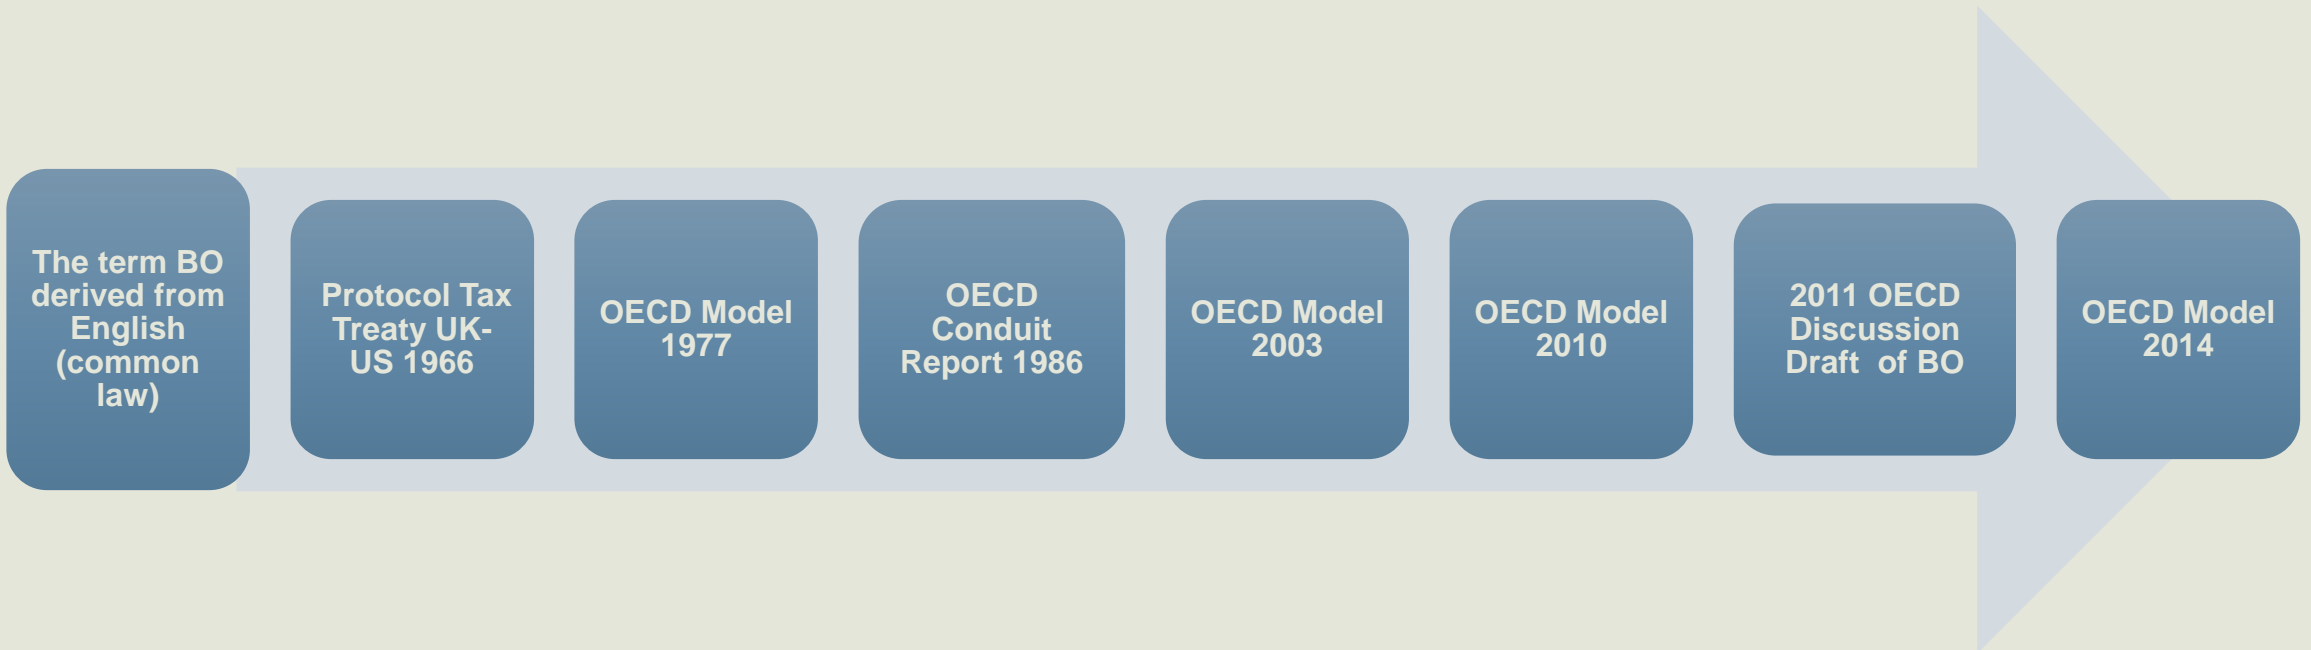 The term BO
derived from
English
(common
law)
Protocol Tax
Treaty UK-
US 1966
OECD Model
1977
OECD
Conduit
Report 1986
OECD Model
2003
OECD Model
2010
2011 OECD
Discussion
Draft  of BO
OECD Model
2014